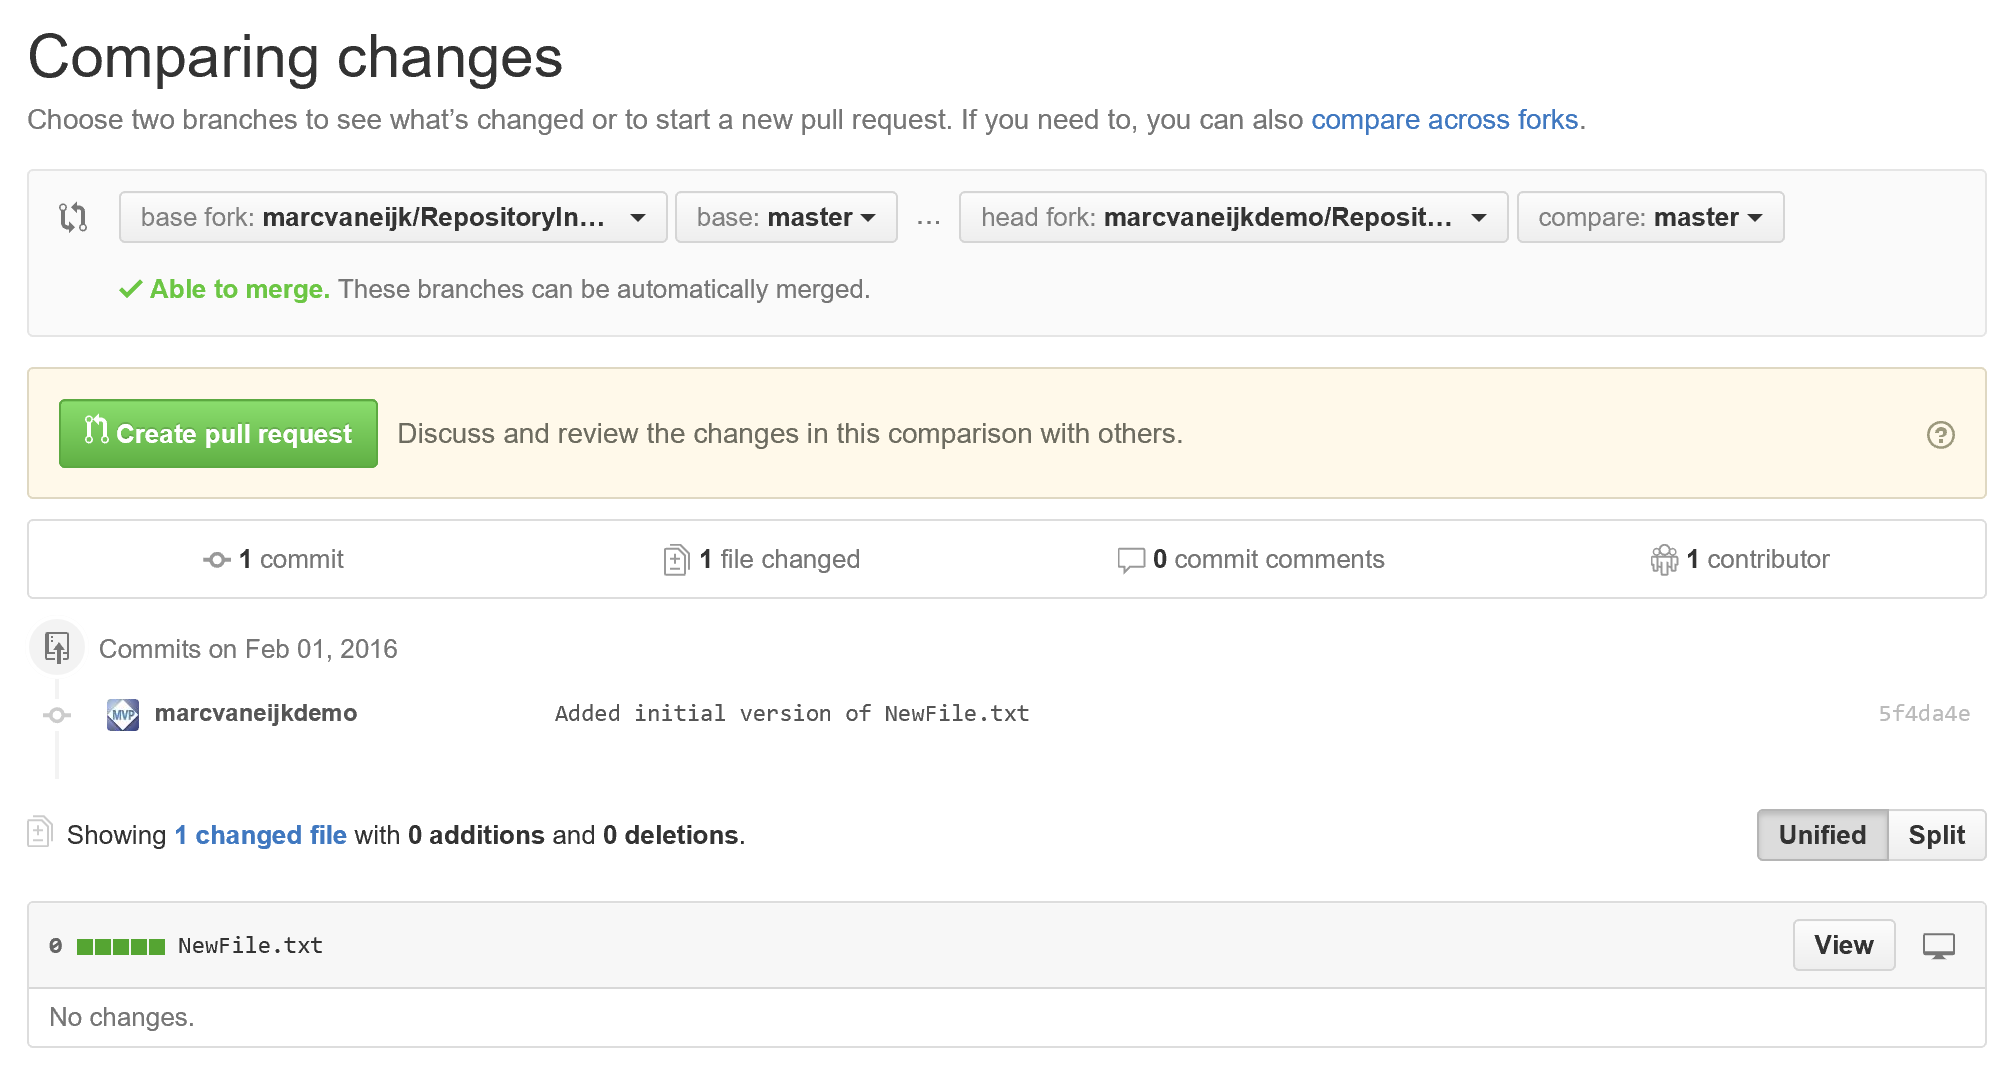 Comparing changes
Choose two branches to see what’s changed or to start a new pull request. If you need to, you can also compare across forks.
base fork: marcvaneijk/RepositoryIn... base: master ... head fork: marcvaneijkdemo/Reposit... compare: master
Able to merge. These branches can be automatically merged.
Create pull request Discuss and review the changes in this comparison with others.
1 commit 1 file changed 0 commit comments 1 contributor
Commits on Feb 01, 2016
MVP marcvaneijkdemo Added initial version of NewFile.txt 5f4da4e
Showing 1 changed file with 0 additions and 0 deletions. Unified Split
0 NewFile.txt View
No changes.